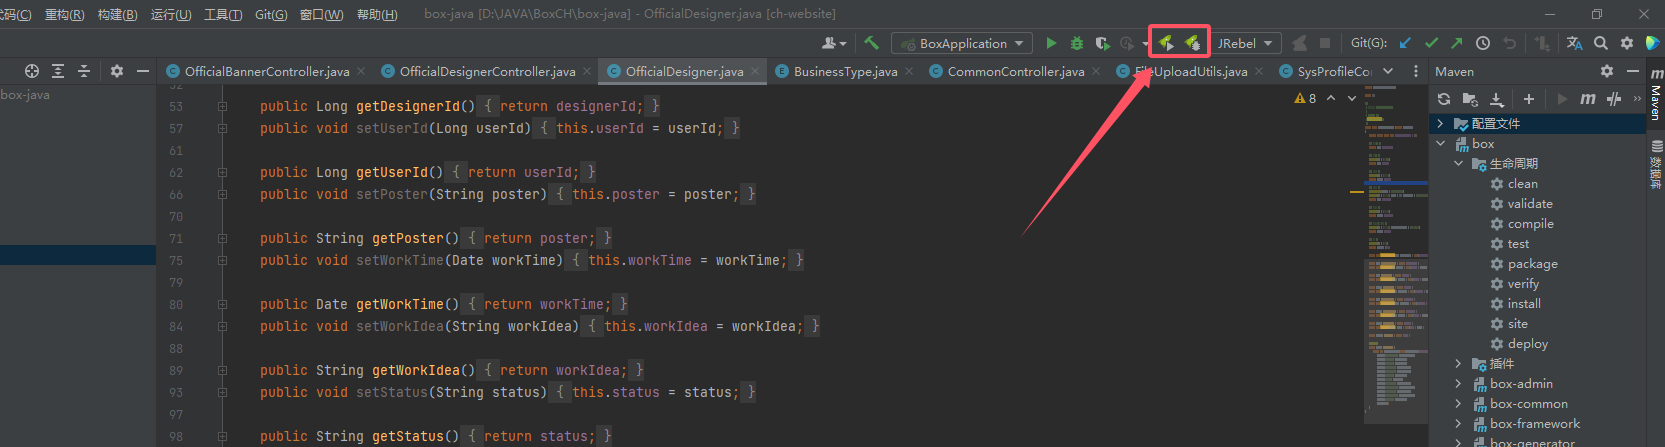 代码(C) 重构(R) 构建(B) 运行(U) 工具(T) Git(G) 窗口(W) 帮助(H) box-java [D:\JAVA\BoxCH\box-java] - OfficialDesigner.java [ch-website]
BoxApplication JRebel Git(G):
OfficialBannerController.java OfficialDesignerController.java OfficialDesigner.java BusinessType.java CommonController.java FileUploadUtils.java SysProfileCo Maven
box-java
52
53 public Long getDesignerId() { return designerId; } 8
57 public void setUserId(Long userId) { this.userId = userId; }
61
62 public Long getUserId() { return userId; }
66 public void setPoster(String poster) { this.poster = poster; }
70
71 public String getPoster() { return poster; }
75 public void setWorkTime(Date workTime) { this.workTime = workTime; }
79
80 public Date getWorkTime() { return workTime; }
84 public void setWorkIdea(String workIdea) { this.workIdea = workIdea; }
88
89 public String getWorkIdea() { return workIdea; }
93 public void setStatus(String status) { this.status = status; }
97
98 public String getStatus() { return status; }
m
配置文件
box
生命周期
clean
validate
compile
test
package
verify
install
site
deploy
插件
box-admin
box-common
box-framework
box-generator
m Maven
数据库